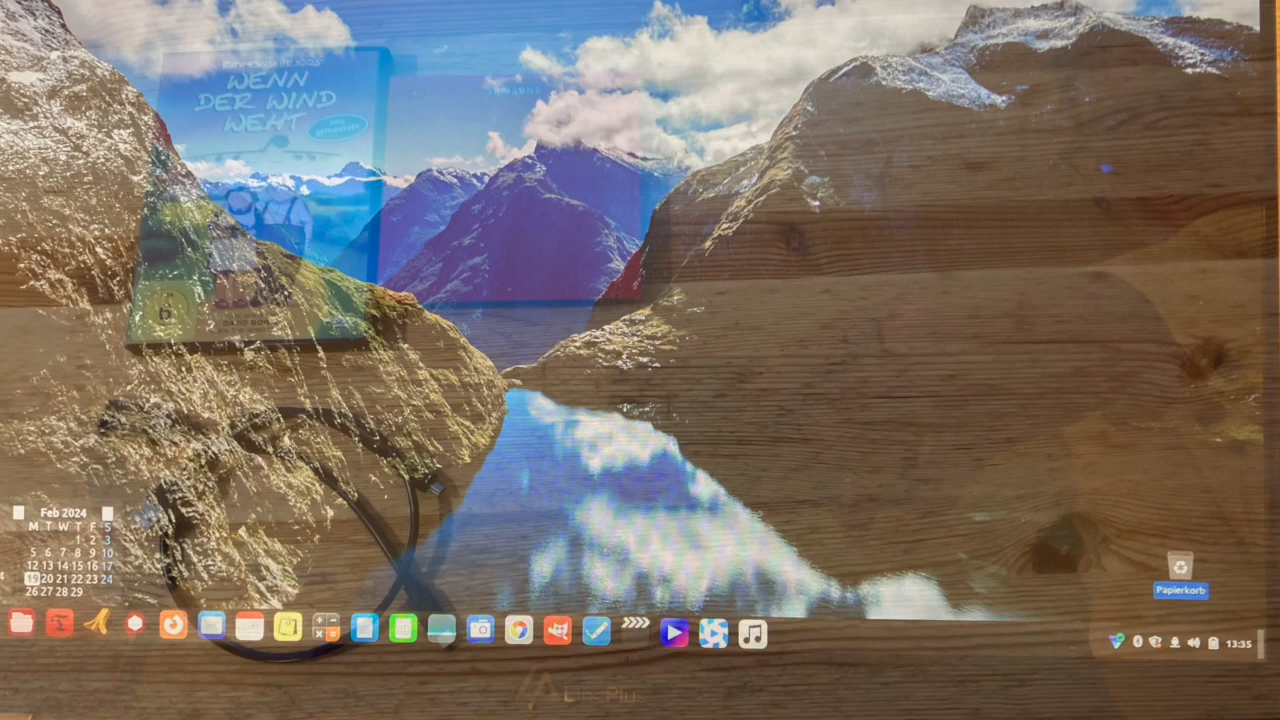 WENN
DER WIND
WEHT
6
Feb 2024
M T W T F S
1 2 3
5 6 7 8 9 10
12 13 14 15 16 17
19 20 21 22 23 24
26 27 28 29
Papierkorb
13:35